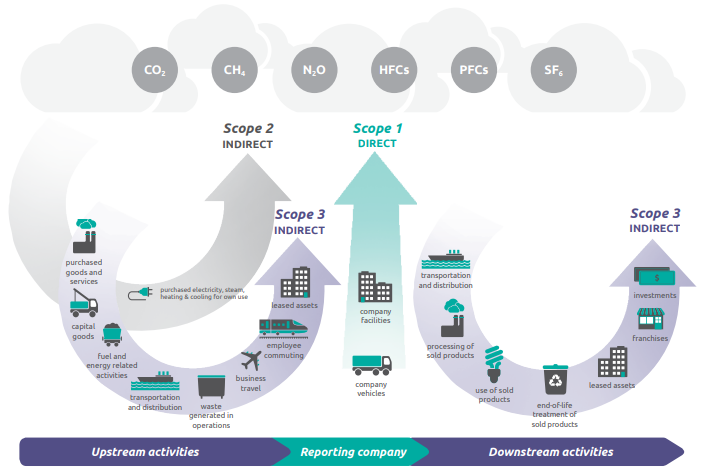 CO₂
CH₄
N₂O
HFCs
PFCs
SF₆
Scope 2
INDIRECT
Scope 1
DIRECT
Scope 3
INDIRECT
Scope 3
INDIRECT
purchased
goods and
services
capital
goods
fuel and
energy related
activities
transportation
and distribution
waste
generated in
operations
business
travel
employee
commuting
leased assets
purchased electricity, steam,
heating & cooling for own use
company
facilities
company
vehicles
transportation
and distribution
processing of
sold products
use of sold
products
end-of-life
treatment of
sold products
leased assets
franchises
investments
$
Upstream activities
Reporting company
Downstream activities